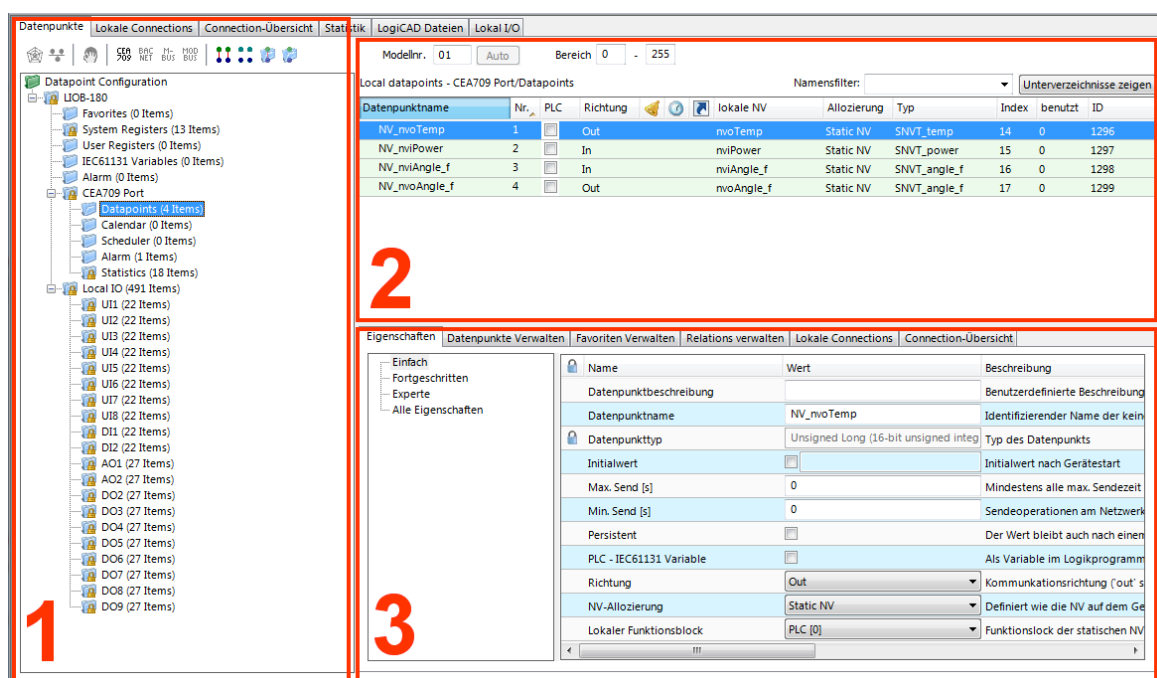 Datenpunkte Lokale Connections Connection-Übersicht Statistik LogiCAD Dateien Lokal I/O
CEA 709 BAC NET M- BUS MOD BUS
Datapoint Configuration
LIOB-180
Favorites (0 Items)
System Registers (13 Items)
User Registers (0 Items)
IEC61131 Variables (0 Items)
Alarm (0 Items)
CEA709 Port
Datapoints (4 Items)
Calendar (0 Items)
Scheduler (0 Items)
Alarm (1 Items)
Statistics (18 Items)
Local IO (491 Items)
UI1 (22 Items)
UI2 (22 Items)
UI3 (22 Items)
UI4 (22 Items)
UI5 (22 Items)
UI6 (22 Items)
UI7 (22 Items)
UI8 (22 Items)
DI1 (22 Items)
DI2 (22 Items)
AO1 (27 Items)
AO2 (27 Items)
DO2 (27 Items)
DO3 (27 Items)
DO4 (27 Items)
DO5 (27 Items)
DO6 (27 Items)
DO7 (27 Items)
DO8 (27 Items)
DO9 (27 Items)
1
Modellnr. 01 Auto Bereich 0 - 255
Local datapoints - CEA709 Port/Datapoints Namensfilter: Unterverzeichnisse zeigen
Datenpunktname Nr. PLC Richtung lokale NV Allozierung Typ Index benutzt ID
NV_nvoTemp 1 Out nvoTemp Static NV SNVT_temp 14 0 1296
NV_nviPower 2 In nviPower Static NV SNVT_power 15 0 1297
NV_nviAngle_f 3 In nviAngle_f Static NV SNVT_angle_f 16 0 1298
NV_nvoAngle_f 4 Out nvoAngle_f Static NV SNVT_angle_f 17 0 1299
2
Eigenschaften Datenpunkte Verwalten Favoriten Verwalten Relations verwalten Lokale Connections Connection-Übersicht
Einfach
Fortgeschritten
Experte
Alle Eigenschaften
Name Wert Beschreibung
Datenpunktbeschreibung Benutzerdefinierte Beschreibung
Datenpunktname NV_nvoTemp Identifizierender Name der kein
Datenpunkttyp Unsigned Long (16-bit unsigned integ Typ des Datenpunkts
Initialwert Initialwert nach Gerätestart
Max. Send [s] 0 Mindestens alle max. Sendezeit
Min. Send [s] 0 Sendeoperationen am Netzwerk
Persistent Der Wert bleibt auch nach einem
PLC - IEC61131 Variable Als Variable im Logikprogramm
Richtung Out Kommunkationsrichtung ('out' s
NV-Allozierung Static NV Definiert wie die NV auf dem Ge
Lokaler Funktionsblock PLC [0] Funktionslock der statischen NV
3